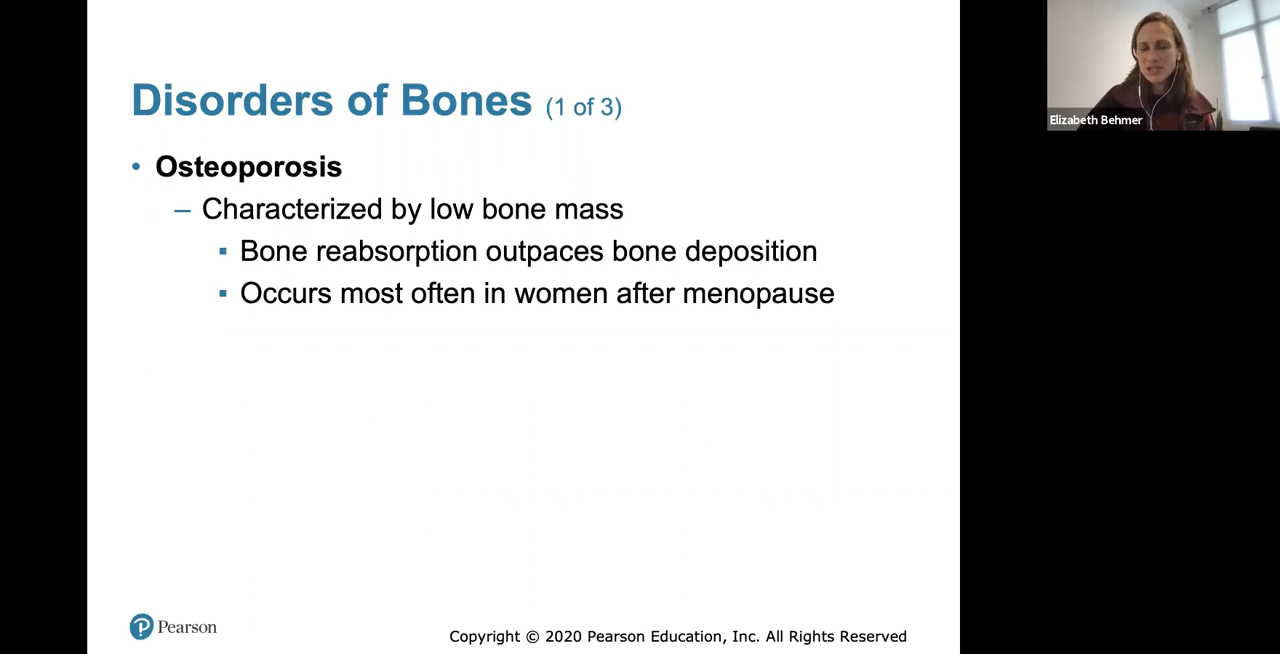 Disorders of Bones (1 of 3)
• Osteoporosis
– Characterized by low bone mass
▪ Bone reabsorption outpaces bone deposition
▪ Occurs most often in women after menopause
Elizabeth Behmer
Pearson
Copyright © 2020 Pearson Education, Inc. All Rights Reserved